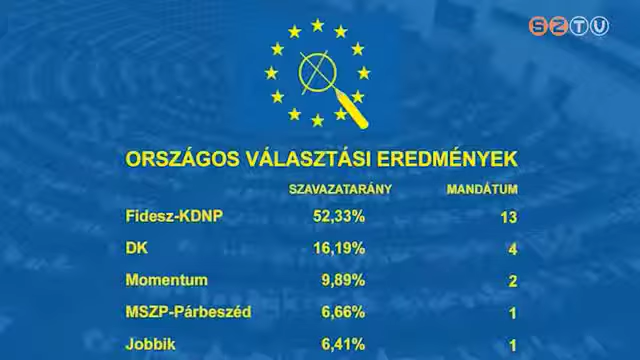 SZTV
ORSZÁGOS VÁLASZTÁSI EREDMÉNYEK
SZAVAZATARÁNY MANDÁTUM
Fidesz-KDNP 52,33% 13
DK 16,19% 4
Momentum 9,89% 2
MSZP-Párbeszéd 6,66% 1
Jobbik 6,41% 1